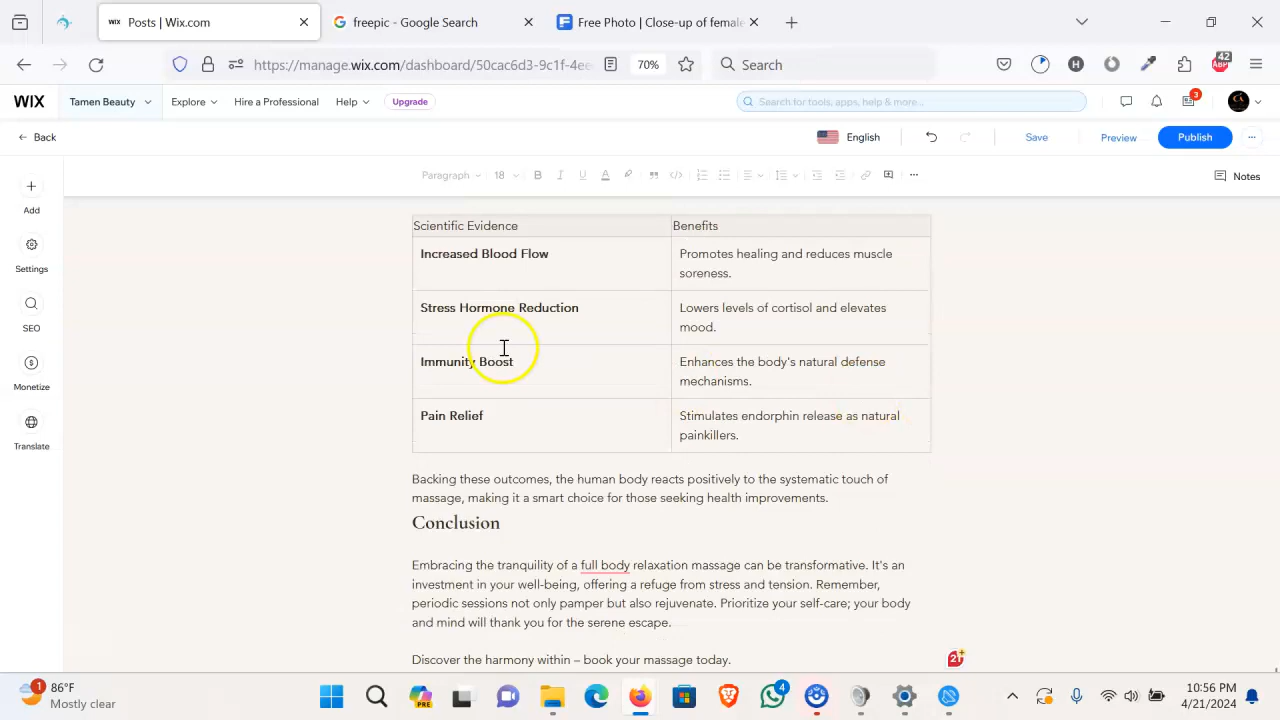 WIX Posts | Wix.com
freepic - Google Search
Free Photo | Close-up of female
https://manage.wix.com/dashboard/50cac6d3-9c1f-4ee
70%
Search
42
ABP
WIX
Tamen Beauty
Explore
Hire a Professional
Help
Upgrade
Search for tools, apps, help & more...
3
Back
English
Save
Preview
Publish
Paragraph
18
B I U A
Notes
Add
Settings
SEO
Monetize
Translate
Scientific Evidence Benefits
Increased Blood Flow Promotes healing and reduces muscle
soreness.
Stress Hormone Reduction Lowers levels of cortisol and elevates
mood.
Immunity Boost Enhances the body's natural defense
mechanisms.
Pain Relief Stimulates endorphin release as natural
painkillers.
Backing these outcomes, the human body reacts positively to the systematic touch of
massage, making it a smart choice for those seeking health improvements.
Conclusion
Embracing the tranquility of a full body relaxation massage can be transformative. It's an
investment in your well-being, offering a refuge from stress and tension. Remember,
periodic sessions not only pamper but also rejuvenate. Prioritize your self-care; your body
and mind will thank you for the serene escape.
Discover the harmony within – book your massage today.
1
86°F
Mostly clear
PRE
4
10:56 PM
4/21/2024